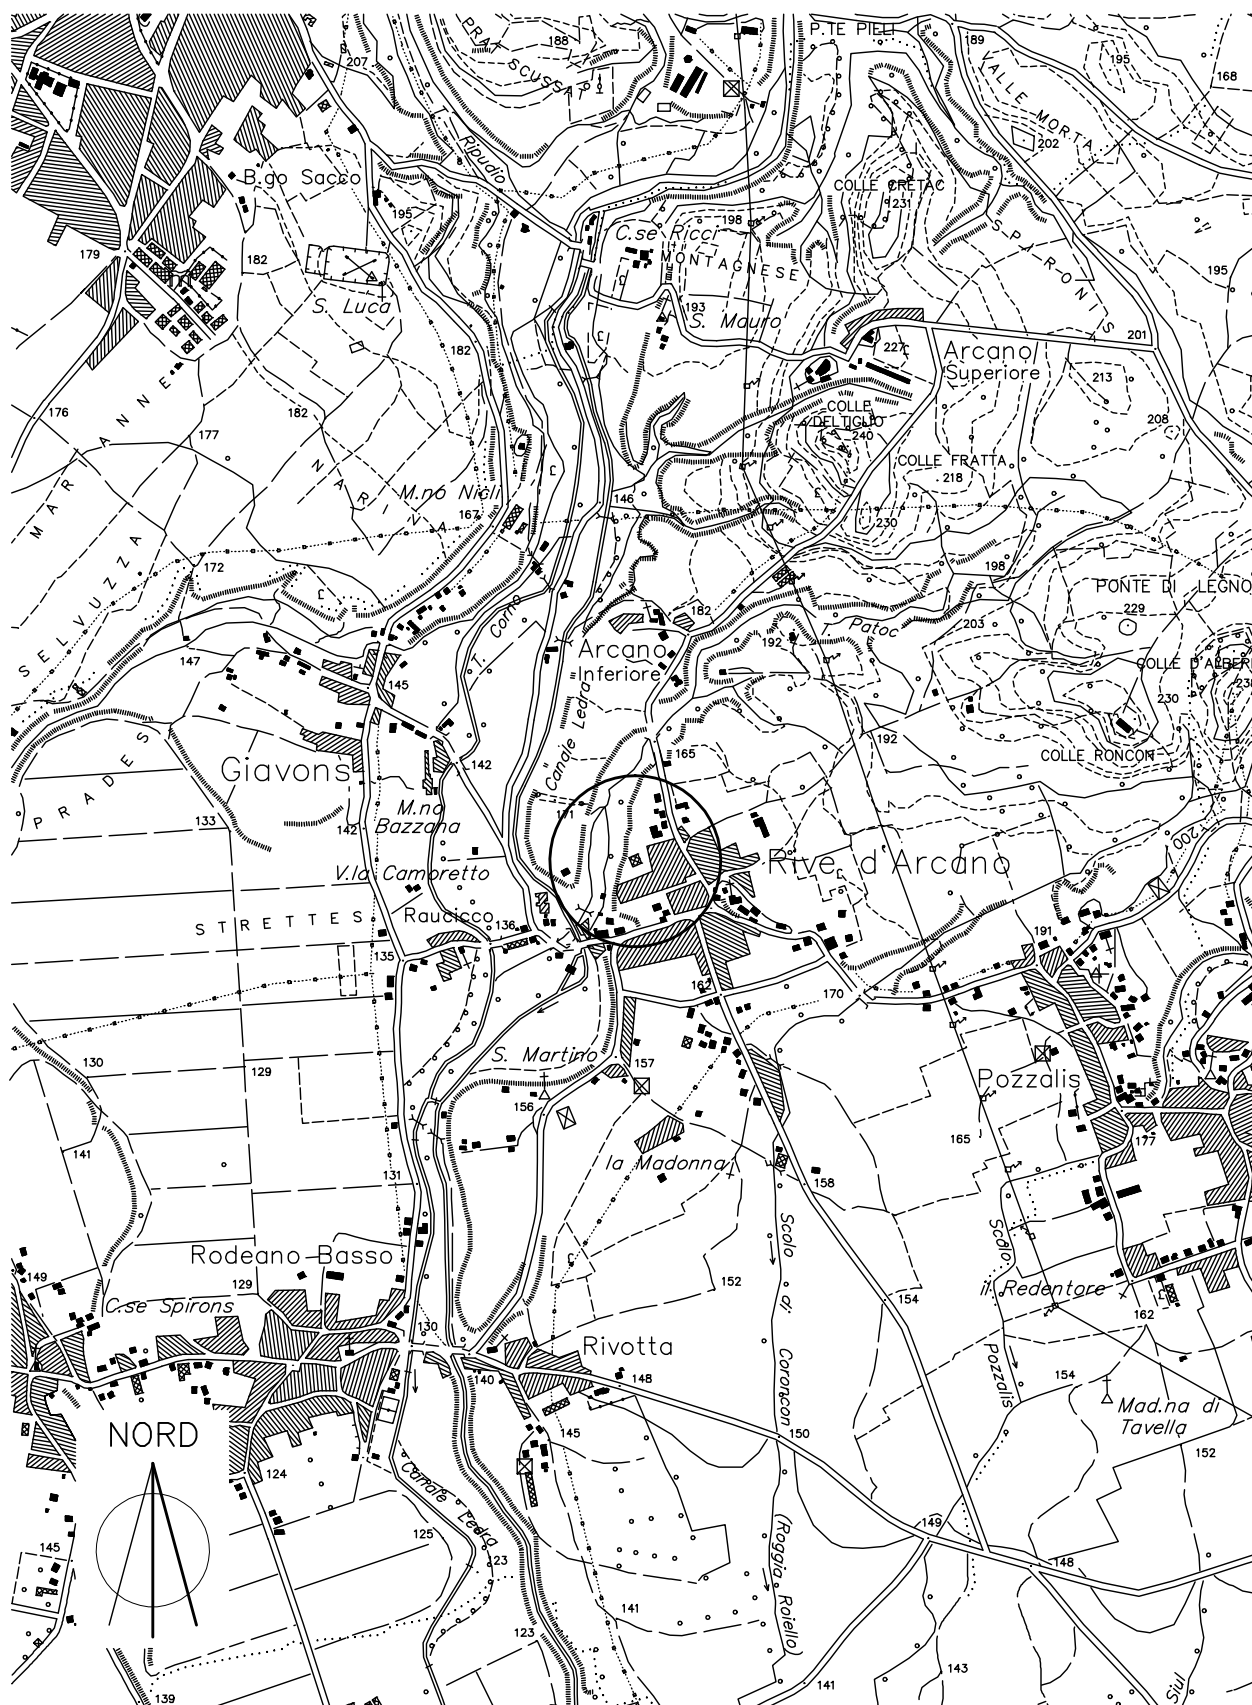 PRAT SCUSSAT
188
207
P.TE PIELI
189
VALLE MORTA
195
168
202
T. Ripudio
B.go Sacco
195
COLLE CRETAC
231
198
C.se Ricci
SPARONIS
179
182
MONTAGNESE
195
S. Luca
193
S. Mauro
201
182
227
Arcano
Superiore
213
MARIANNE
176
182
177
COLLE
DELTIGLIO
240
208
COLLE FRATTA
218
M.no Nicli
167
146
230
SELVUZZA
172
198
PONTE DI LEGNO
229
Corno
T.
182
Patoc
203
147
Arcano
Inferiore
192
COLLE D'ALBERI
145
230
"Canale Ledra"
PRADES
165
192
COLLE RONCON
Giavons
142
M.no
Bazzana
133
142
171
200
V.la Cambretto
Rive d'Arcano
STRETTES
Raucicco
136
191
135
162
170
S. Martino
130
129
157
Pozzalis
156
165
177
141
la Madonna
131
158
Scolo di Coroncon
(Roggia Roiello)
Scolo Pozzalis
Rodeano Basso
149
129
152
154
il Redentore
C.se Spirons
162
130
Rivotta
140
148
154
Mad.na di
Tavella
NORD
145
150
152
124
Canale Ledra
125
149
145
123
148
141
123
143
139
141
Siul